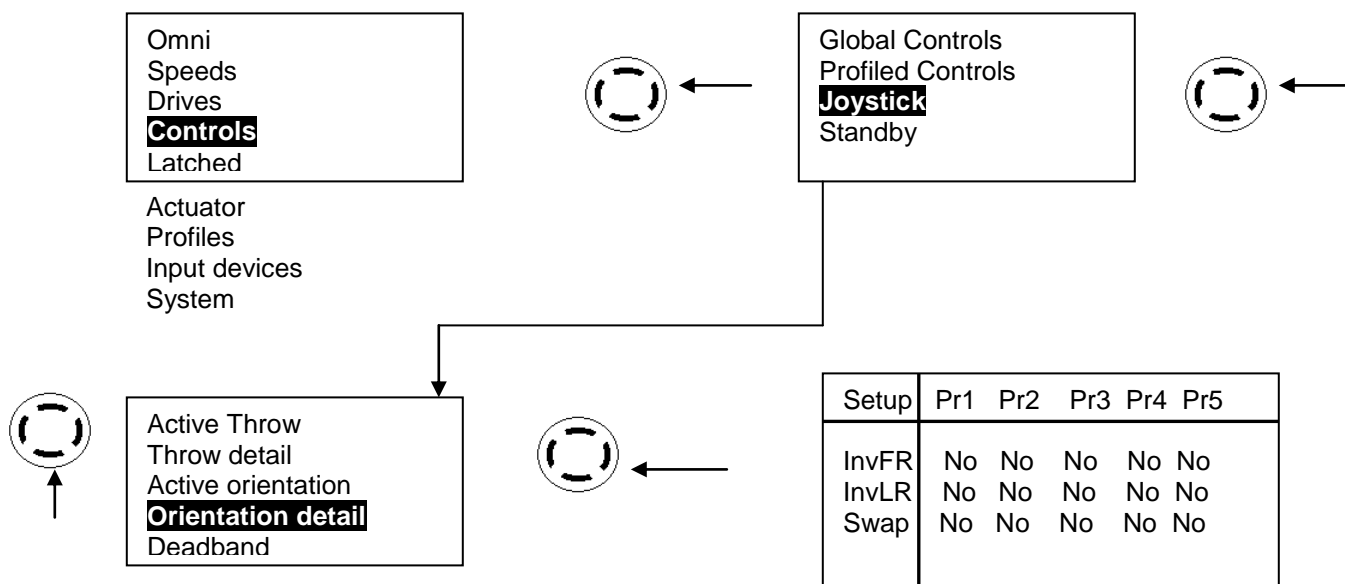 Omni
Speeds
Drives
Controls
Latched
Actuator
Profiles
Input devices
System
Global Controls
Profiled Controls
Joystick
Standby
Active Throw
Throw detail
Active orientation
Orientation detail
Deadband
Setup Pr1 Pr2 Pr3 Pr4 Pr5
InvFR No No No No No
InvLR No No No No No
Swap No No No No No